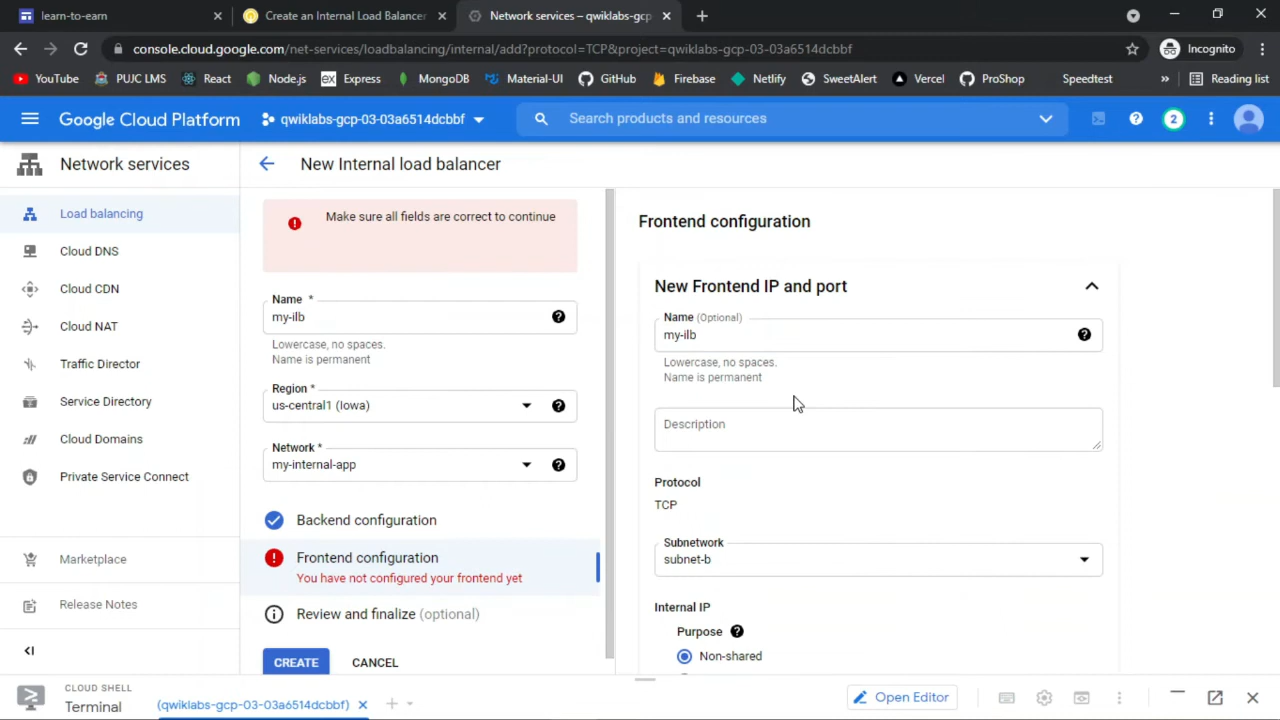 learn-to-earn
Create an Internal Load Balancer
Network services – qwiklabs-gcp
console.cloud.google.com/net-services/loadbalancing/internal/add?protocol=TCP&project=qwiklabs-gcp-03-03a6514dcbbf
Incognito
YouTube
PUJC LMS
React
Node.js
ex
Express
MongoDB
Material-UI
GitHub
Firebase
Netlify
SweetAlert
Vercel
ProShop
Speedtest
»
Reading list
Google Cloud Platform
qwiklabs-gcp-03-03a6514dcbbf
Search products and resources
2
Network services
New Internal load balancer
Load balancing
Cloud DNS
Cloud CDN
Cloud NAT
Traffic Director
Service Directory
Cloud Domains
Private Service Connect
Marketplace
Release Notes
Make sure all fields are correct to continue
Name *
my-ilb
Lowercase, no spaces.
Name is permanent
Region *
us-central1 (Iowa)
Network *
my-internal-app
Backend configuration
Frontend configuration
You have not configured your frontend yet
Review and finalize (optional)
CREATE
CANCEL
Frontend configuration
New Frontend IP and port
Name (Optional)
my-ilb
Lowercase, no spaces.
Name is permanent
Description
Protocol
TCP
Subnetwork
subnet-b
Internal IP
Purpose
Non-shared
CLOUD SHELL
Terminal
(qwiklabs-gcp-03-03a6514dcbbf)
Open Editor